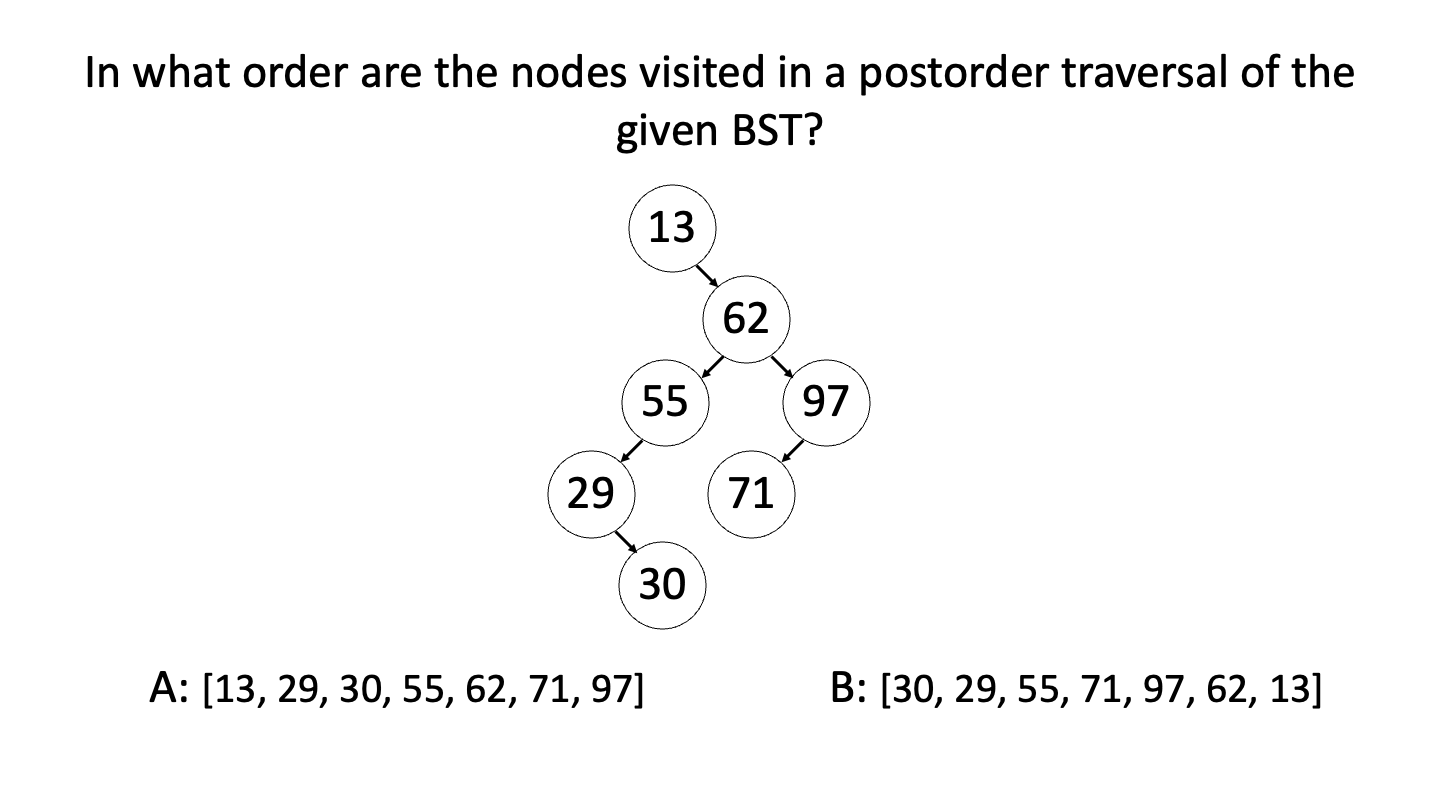 In what order are the nodes visited in a postorder traversal of the
given BST?
13
62
55
97
29
71
30
A: [13, 29, 30, 55, 62, 71, 97]
B: [30, 29, 55, 71, 97, 62, 13]